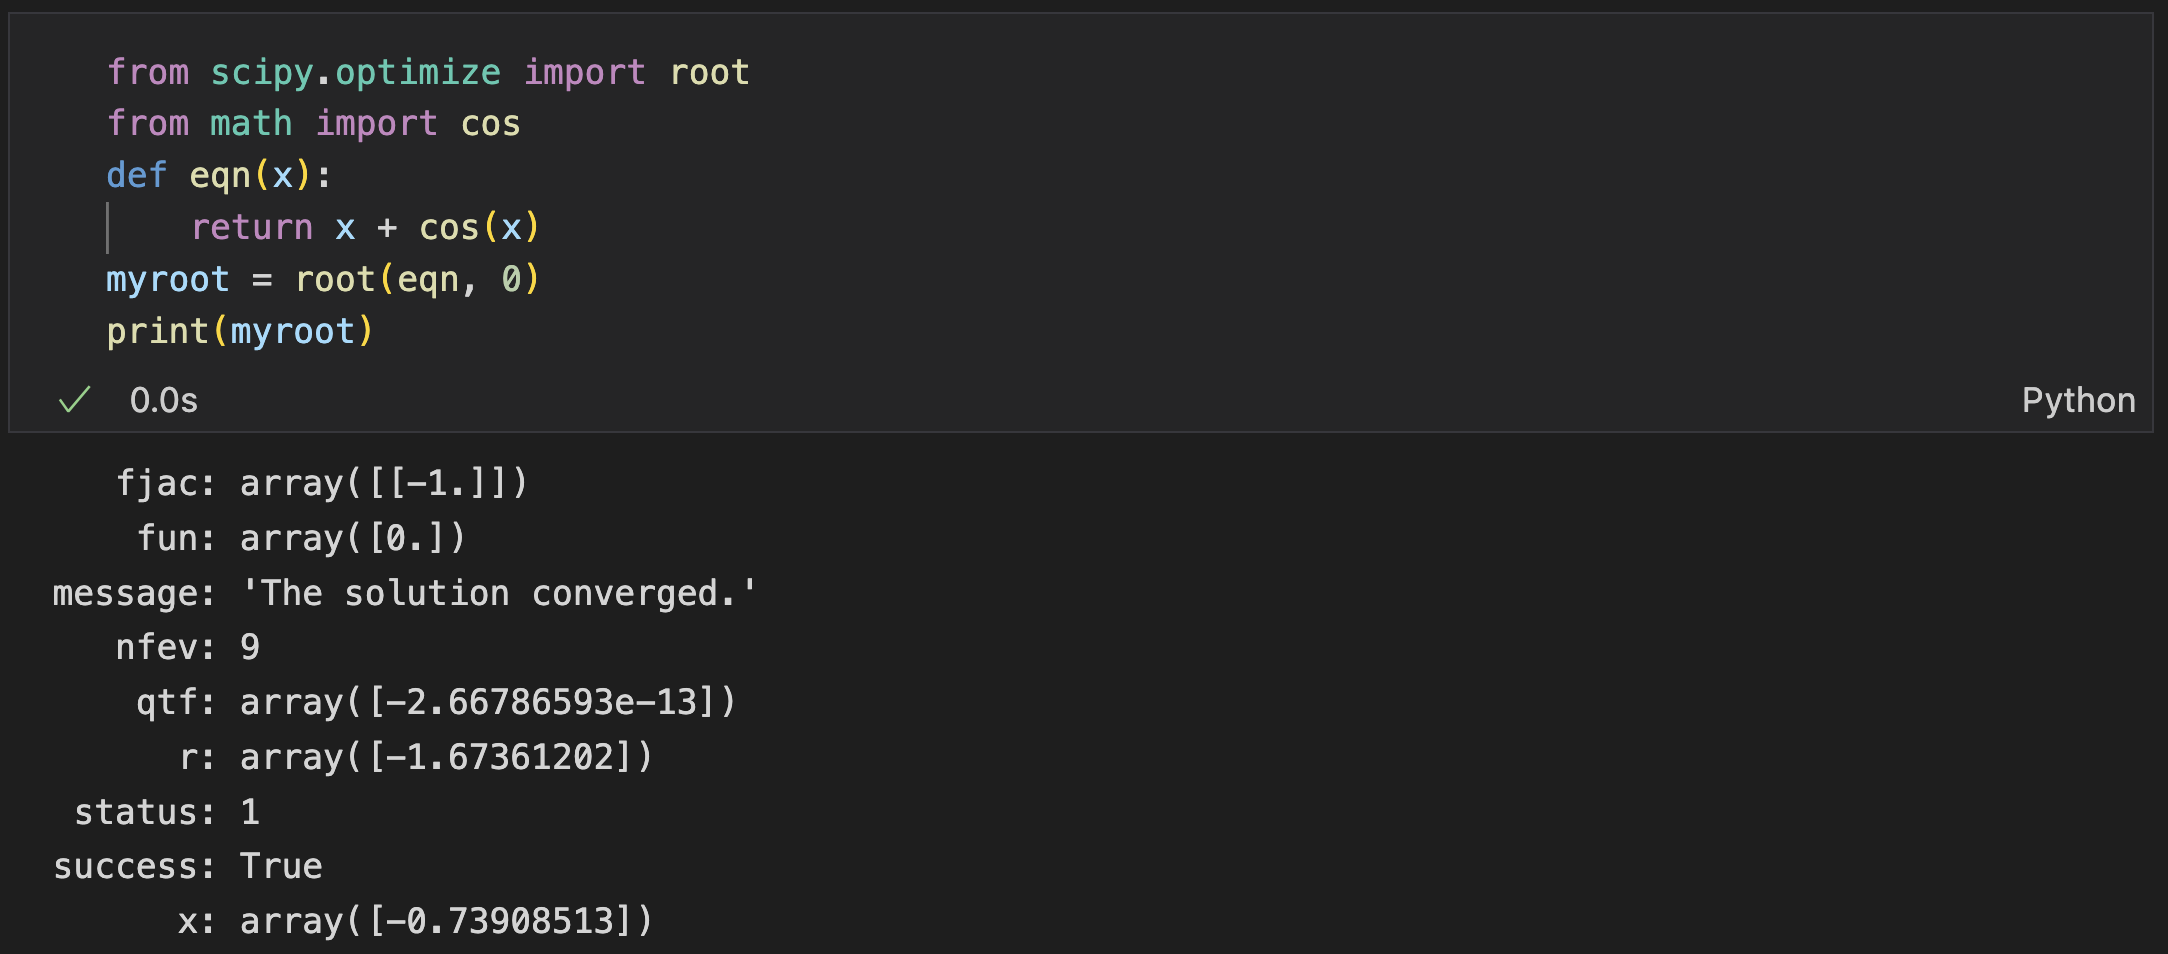 from scipy.optimize import root
from math import cos
def eqn(x):
    return x + cos(x)
myroot = root(eqn, 0)
print(myroot)
0.0s
Python
fjac: array([[-1.]])
fun: array([0.])
message: 'The solution converged.'
nfev: 9
qtf: array([-2.66786593e-13])
r: array([-1.67361202])
status: 1
success: True
x: array([-0.73908513])